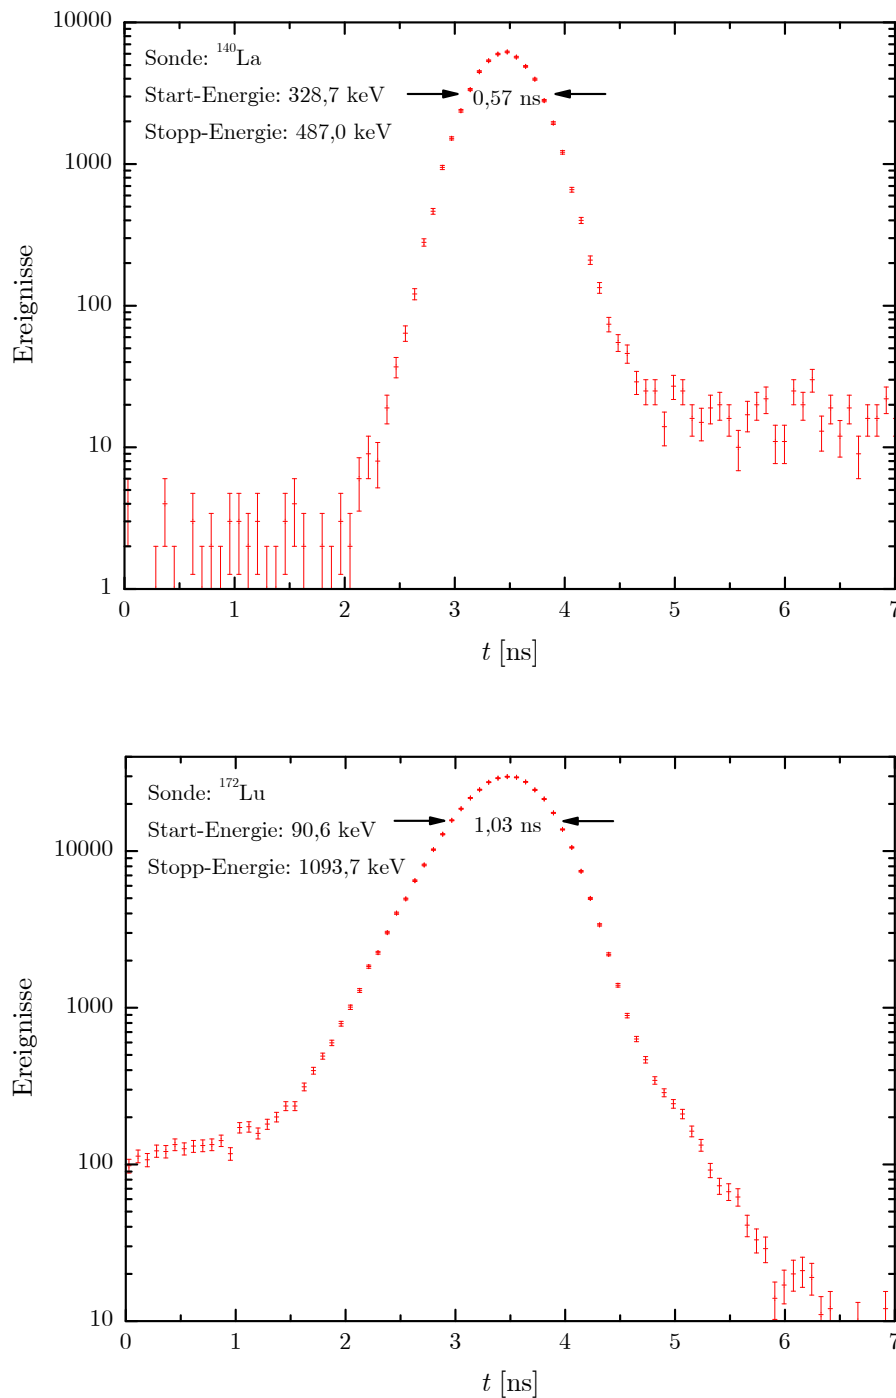 10000
Sonde: ¹⁴⁰La
Start-Energie: 328,7 keV
0,57 ns
Stopp-Energie: 487,0 keV
1000
Ereignisse
100
10
1
0 1 2 3 4 5 6 7
t [ns]
Sonde: ¹⁷²Lu
Start-Energie: 90,6 keV
1,03 ns
Stopp-Energie: 1093,7 keV
10000
1000
Ereignisse
100
10
0 1 2 3 4 5 6 7
t [ns]